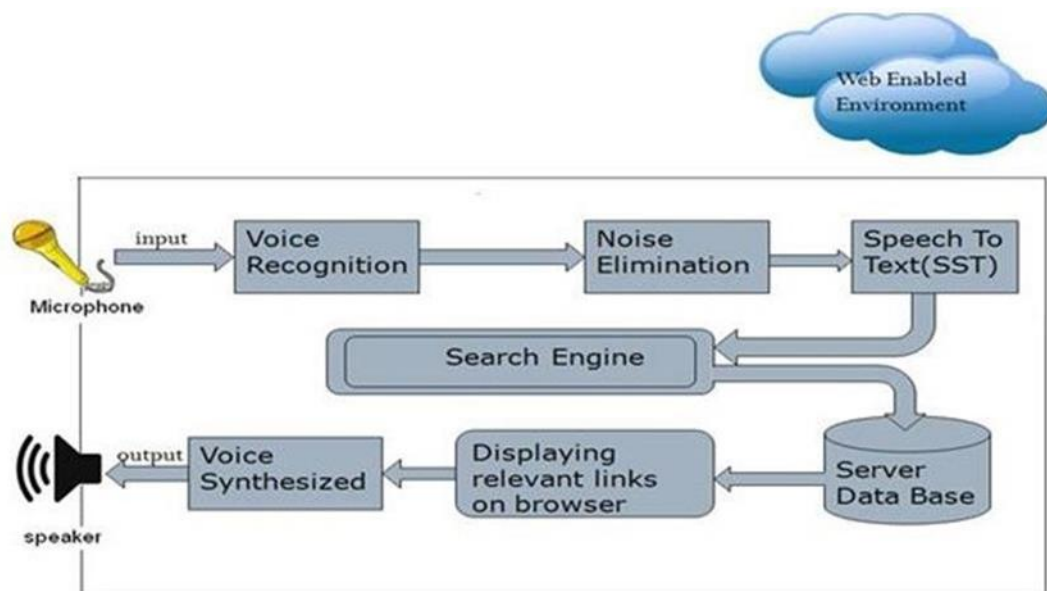 Web Enabled
Environment
input
Voice
Recognition
Noise
Elimination
Speech To
Text(SST)
Microphone
Search Engine
output
Voice
Synthesized
Displaying
relevant links
on browser
Server
Data Base
speaker